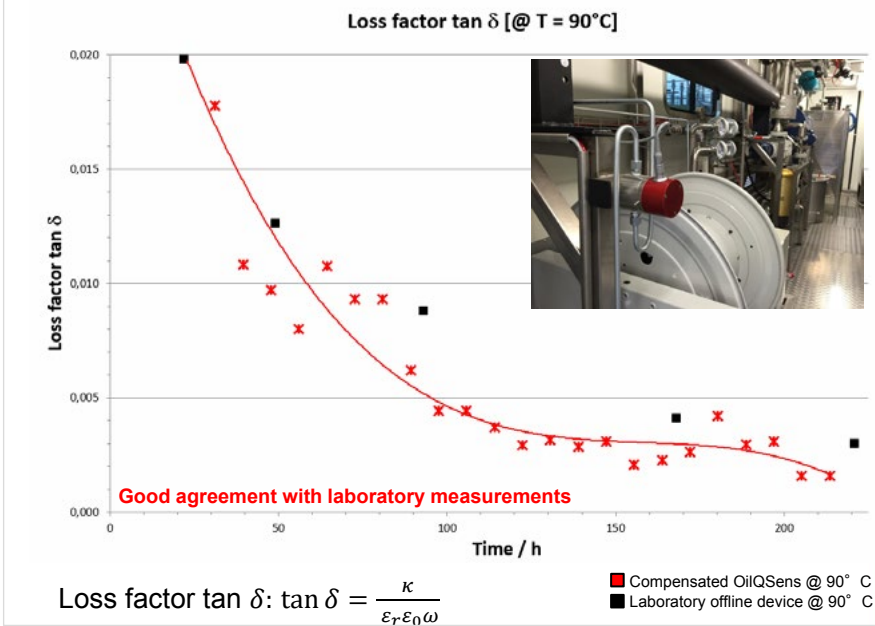 Loss factor tan δ [@ T = 90°C]
0,020
0,015
0,010
0,005
0,000
Loss factor tan δ
Good agreement with laboratory measurements
0
50
100
150
200
Time / h
Loss factor tan δ: tan δ = κ / (εᵣε₀ω)
Compensated OilQSens @ 90° C
Laboratory offline device @ 90° C